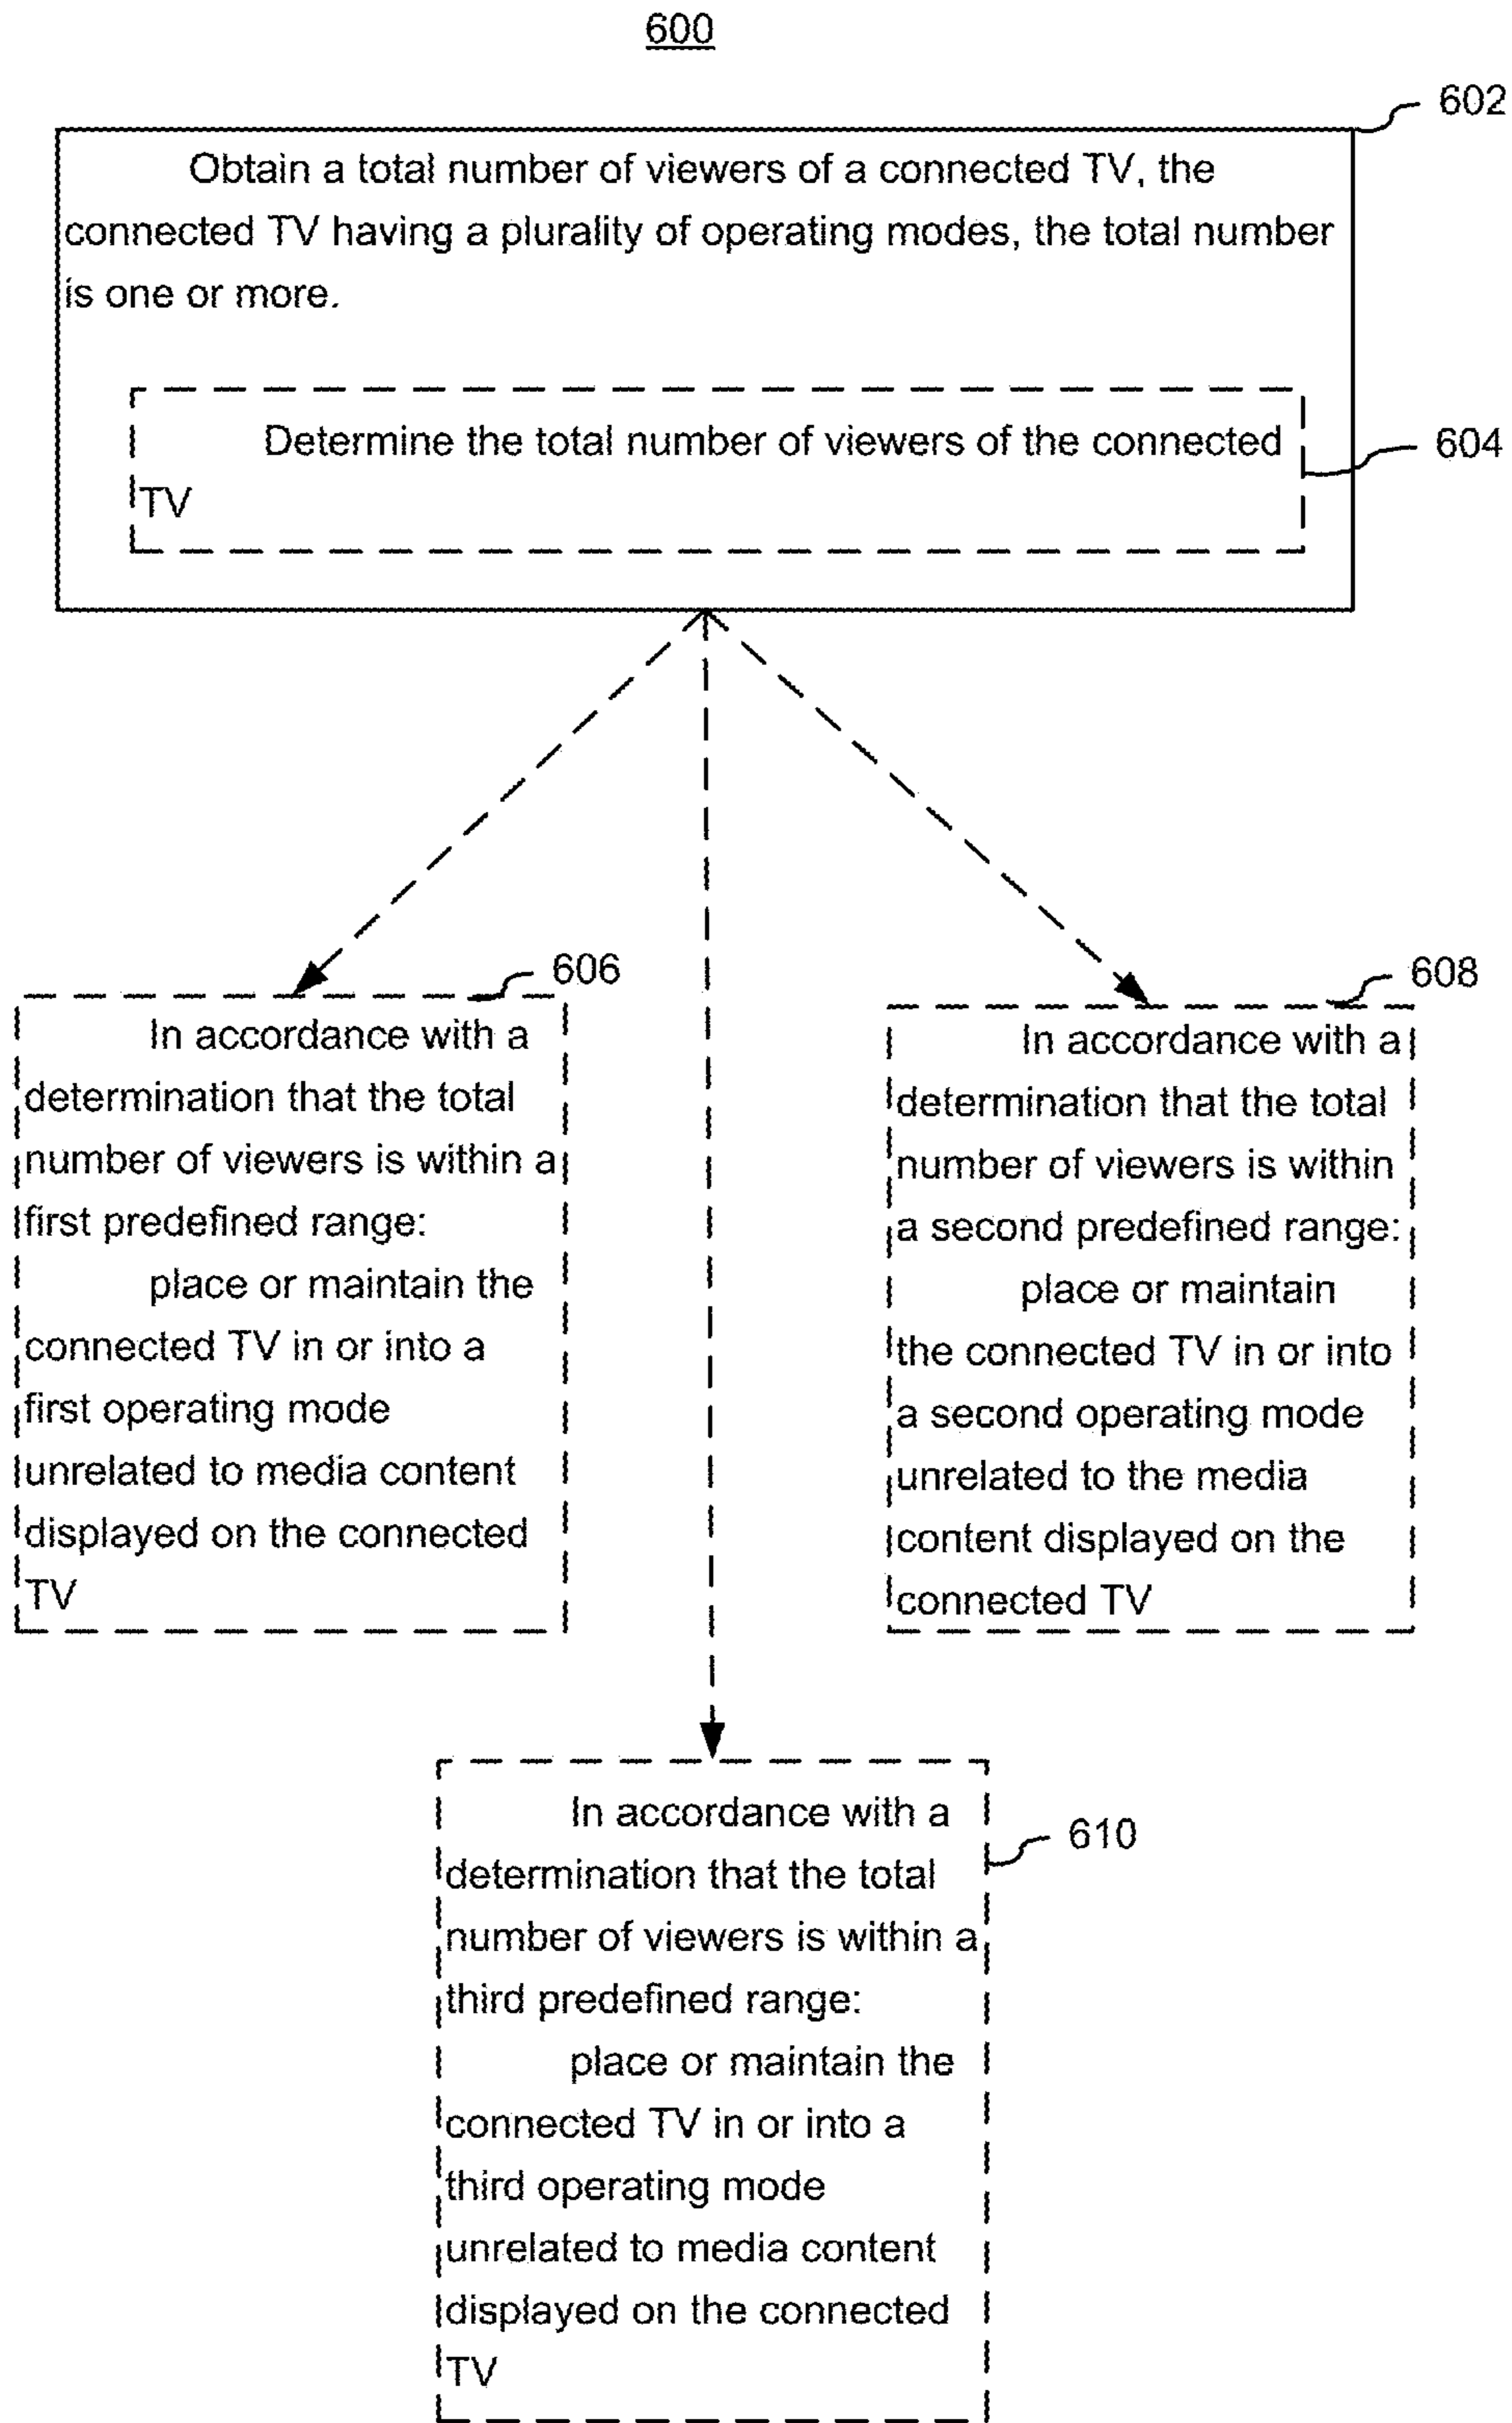 600
602
Obtain a total number of viewers of a connected TV, the
connected TV having a plurality of operating modes, the total number
is one or more.
Determine the total number of viewers of the connected
TV
604
606
In accordance with a
determination that the total
number of viewers is within a
first predefined range:
place or maintain the
connected TV in or into a
first operating mode
unrelated to media content
displayed on the connected
TV
608
In accordance with a
determination that the total
number of viewers is within
a second predefined range:
place or maintain
the connected TV in or into
a second operating mode
unrelated to the media
content displayed on the
connected TV
In accordance with a
determination that the total
number of viewers is within a
third predefined range:
place or maintain the
connected TV in or into a
third operating mode
unrelated to media content
displayed on the connected
TV
610